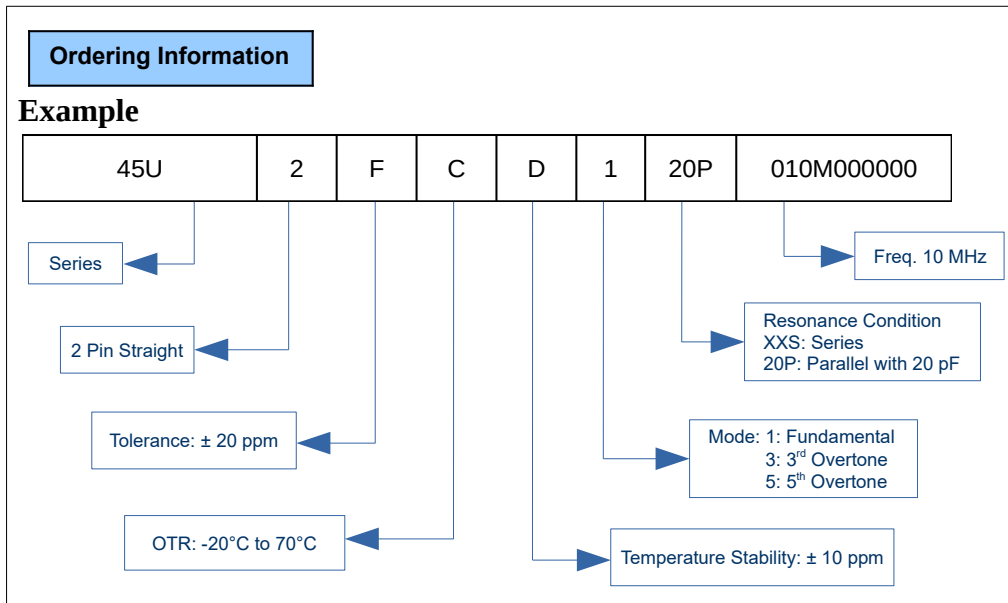 Ordering Information
Example
45U 2 F C D 1 20P 010M000000
Series
Freq. 10 MHz
2 Pin Straight
Resonance Condition
XXS: Series
20P: Parallel with 20 pF
Tolerance: ± 20 ppm
Mode: 1: Fundamental
3: 3rd Overtone
5: 5th Overtone
OTR: -20°C to 70°C
Temperature Stability: ± 10 ppm